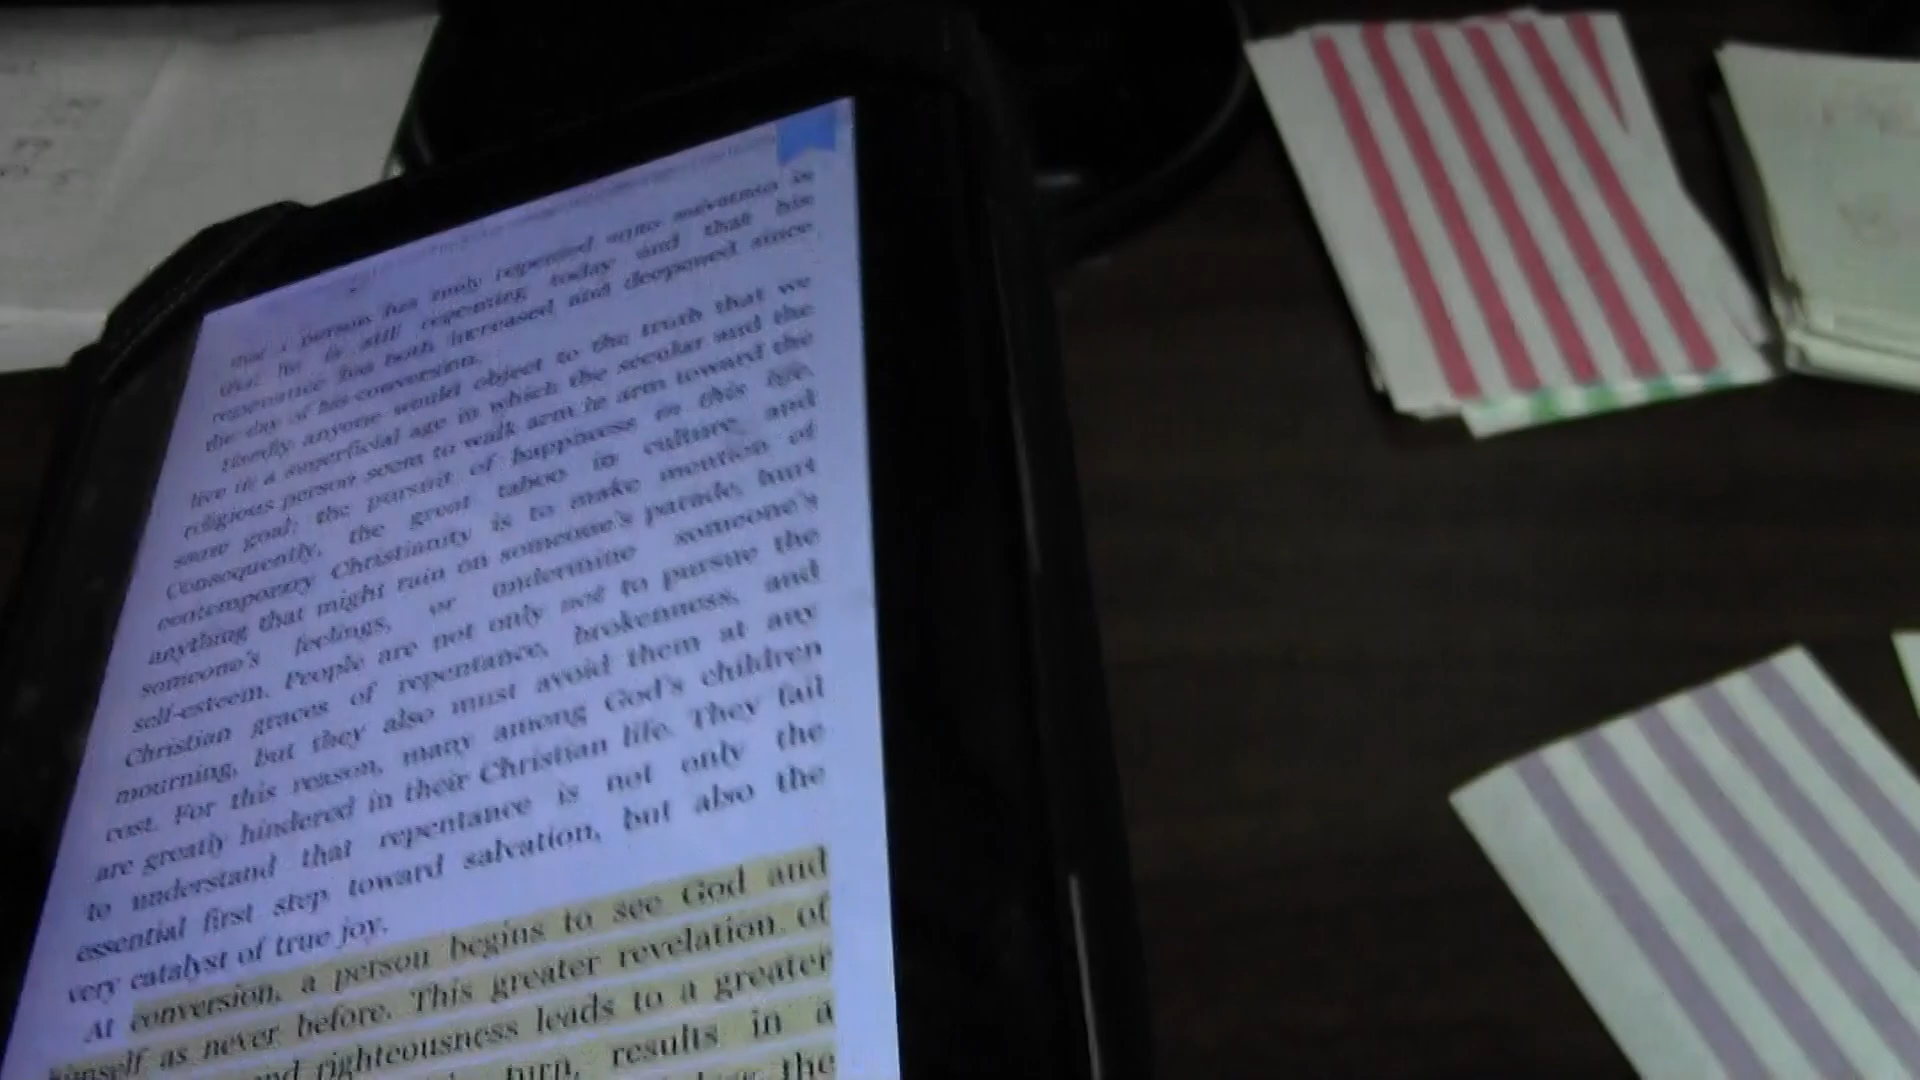 that a person has truly repented unto salvation is
that he is still repenting today and that his
repentance has both increased and deepened since
the day of his conversion.
Hardly anyone would object to the truth that we
live in a superficial age in which the secular and the
religious person seem to walk arm in arm toward the
same goal: the pursuit of happiness in this life.
Consequently, the great taboo in culture, and
contemporary Christianity is to make mention of
anything that might rain on someone's parade, hurt
someone's feelings, or undermine someone's
self-esteem. People are not only not to pursue the
Christian graces of repentance, brokenness, and
mourning, but they also must avoid them at any
cost. For this reason, many among God's children
are greatly hindered in their Christian life. They fail
to understand that repentance is not only the
essential first step toward salvation, but also the
very catalyst of true joy.
At conversion, a person begins to see God and
himself as never before. This greater revelation of
and righteousness leads to a greater
turn, results in a
the